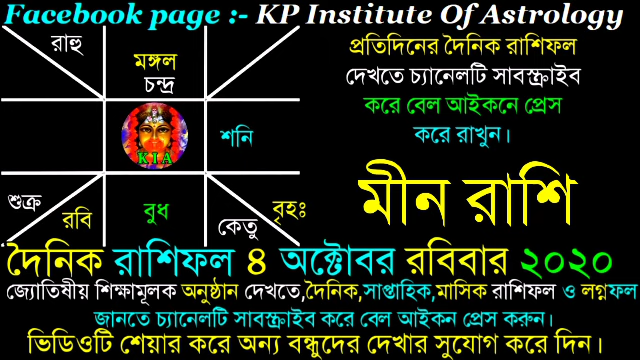 Facebook page :- KP Institute Of Astrology
রাহু
মঙ্গল
চন্দ্র
শনি
KIA
শুক্র
রবি
বুধ
কেতু
বৃহঃ
প্রতিদিনের দৈনিক রাশিফল
দেখতে চ্যানেলটি সাবস্ক্রাইব
করে বেল আইকনে প্রেস
করে রাখুন।
মীন রাশি
দৈনিক রাশিফল ৪ অক্টোবর রবিবার ২০২০
জ্যোতিষীয় শিক্ষামূলক অনুষ্ঠান দেখতে,দৈনিক,সাপ্তাহিক,মাসিক রাশিফল ও লগ্নফল
জানতে চ্যানেলটি সাবস্ক্রাইব করে বেল আইকন প্রেস করুন।
ভিডিওটি শেয়ার করে অন্য বন্ধুদের দেখার সুযোগ করে দিন।